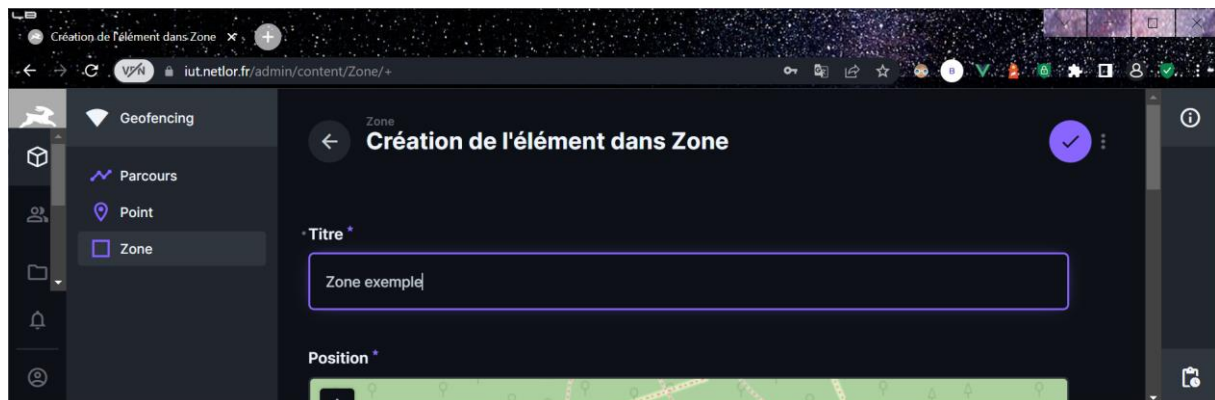 Création de l'élément dans Zone
VPN
iut.netlor.fr/admin/content/Zone/+
Geofencing
Parcours
Point
Zone
Zone
Création de l'élément dans Zone
Titre *
Zone exemple
Position *